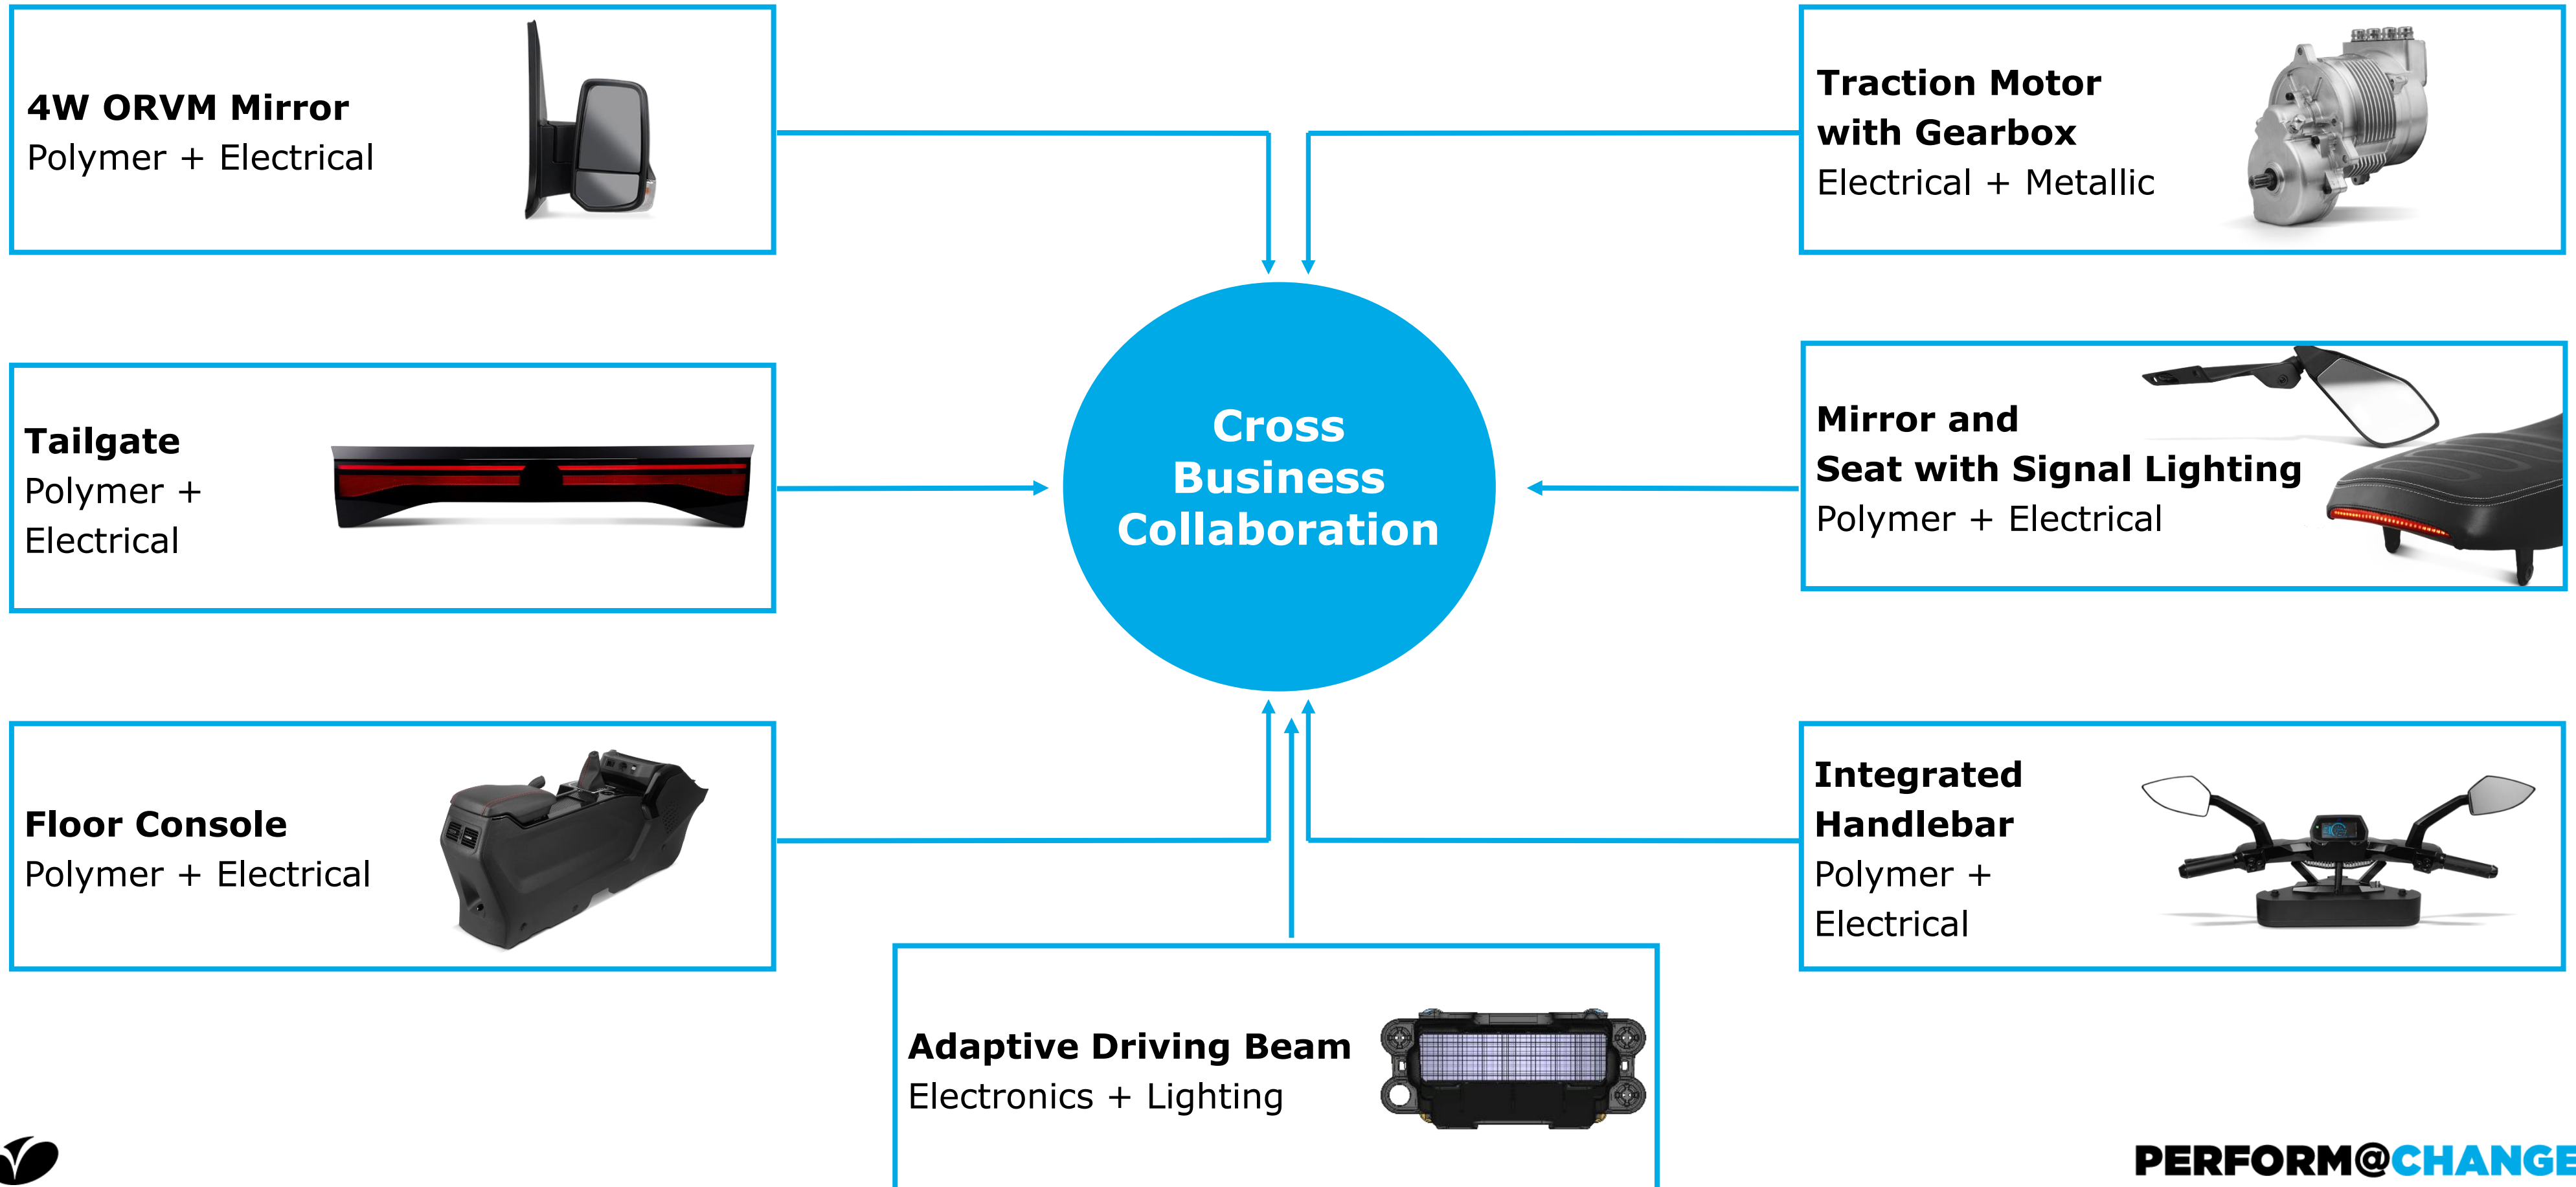 4W ORVM Mirror
Polymer + Electrical
Traction Motor
with Gearbox
Electrical + Metallic
Tailgate
Polymer +
Electrical
Cross
Business
Collaboration
Mirror and
Seat with Signal Lighting
Polymer + Electrical
Floor Console
Polymer + Electrical
Integrated
Handlebar
Polymer +
Electrical
Adaptive Driving Beam
Electronics + Lighting
PERFORM@CHANGE